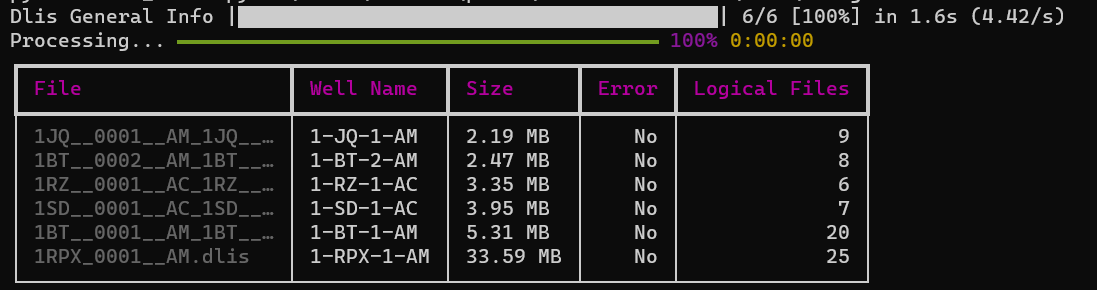 Dlis General Info | | 6/6 [100%] in 1.6s (4.42/s)
Processing... 100% 0:00:00
File Well Name Size Error Logical Files
1JQ__0001__AM_1JQ__… 1-JQ-1-AM 2.19 MB No 9
1BT__0002__AM_1BT__… 1-BT-2-AM 2.47 MB No 8
1RZ__0001__AC_1RZ__… 1-RZ-1-AC 3.35 MB No 6
1SD__0001__AC_1SD__… 1-SD-1-AC 3.95 MB No 7
1BT__0001__AM_1BT__… 1-BT-1-AM 5.31 MB No 20
1RPX_0001__AM.dlis 1-RPX-1-AM 33.59 MB No 25